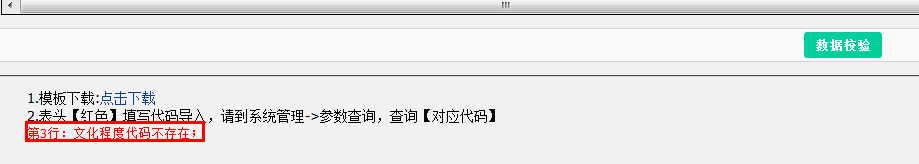 数据校验
1.模板下载:点击下载
2.表头【红色】填写代码导入，请到系统管理->参数查询，查询【对应代码】
第3行：文化程度代码不存在；